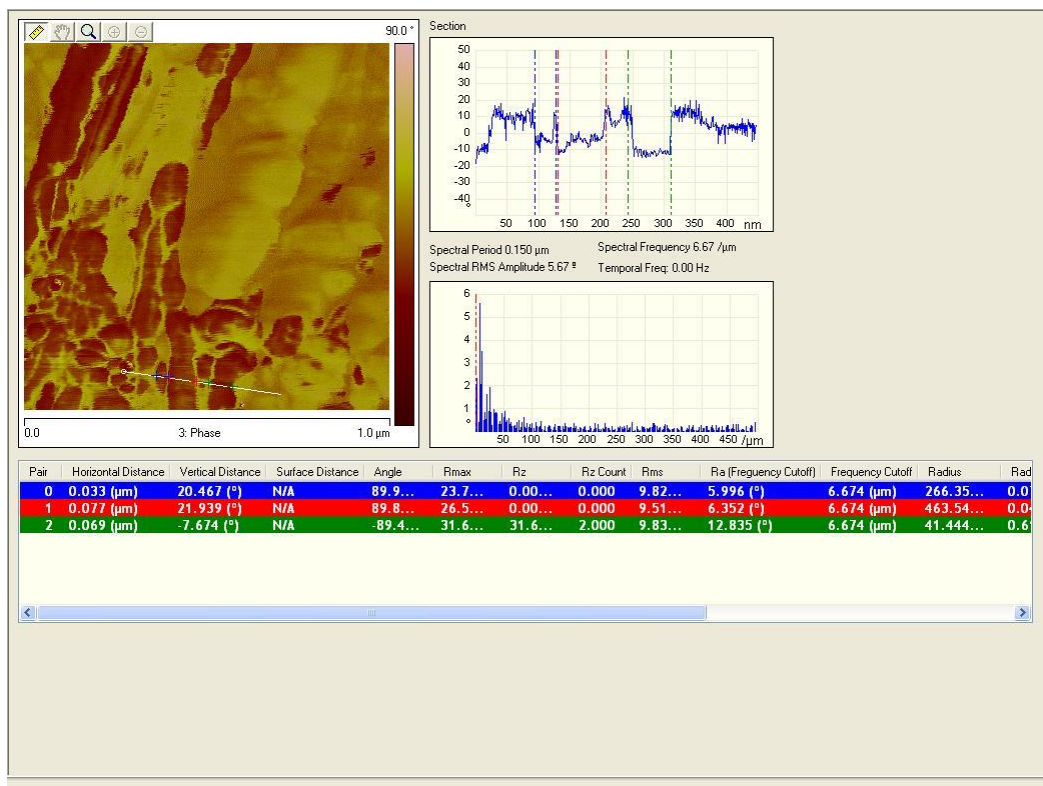 90.0 °
0.0 3: Phase 1.0 µm
Section
50
40
30
20
10
0
-10
-20
-30
-40
°
50 100 150 200 250 300 350 400 nm
Spectral Period 0.150 µm Spectral Frequency 6.67 /µm
Spectral RMS Amplitude 5.67 º Temporal Freq: 0.00 Hz
6
5
4
3
2
1
°
50 100 150 200 250 300 350 400 450 /µm
Pair Horizontal Distance Vertical Distance Surface Distance Angle Rmax Rz Rz Count Rms Ra (Freguency Cutoff) Frequency Cutoff Radius Rad
0 0.033 (µm) 20.467 (º) N/A 89.9... 23.7... 0.00... 0.000 9.82... 5.996 (º) 6.674 (µm) 266.35...
1 0.077 (µm) 21.939 (º) N/A 89.8... 26.5... 0.00... 0.000 9.51... 6.352 (º) 6.674 (µm) 463.54...
2 0.069 (µm) -7.674 (º) N/A -89.4... 31.6... 31.6... 2.000 9.83... 12.835 (º) 6.674 (µm) 41.444...